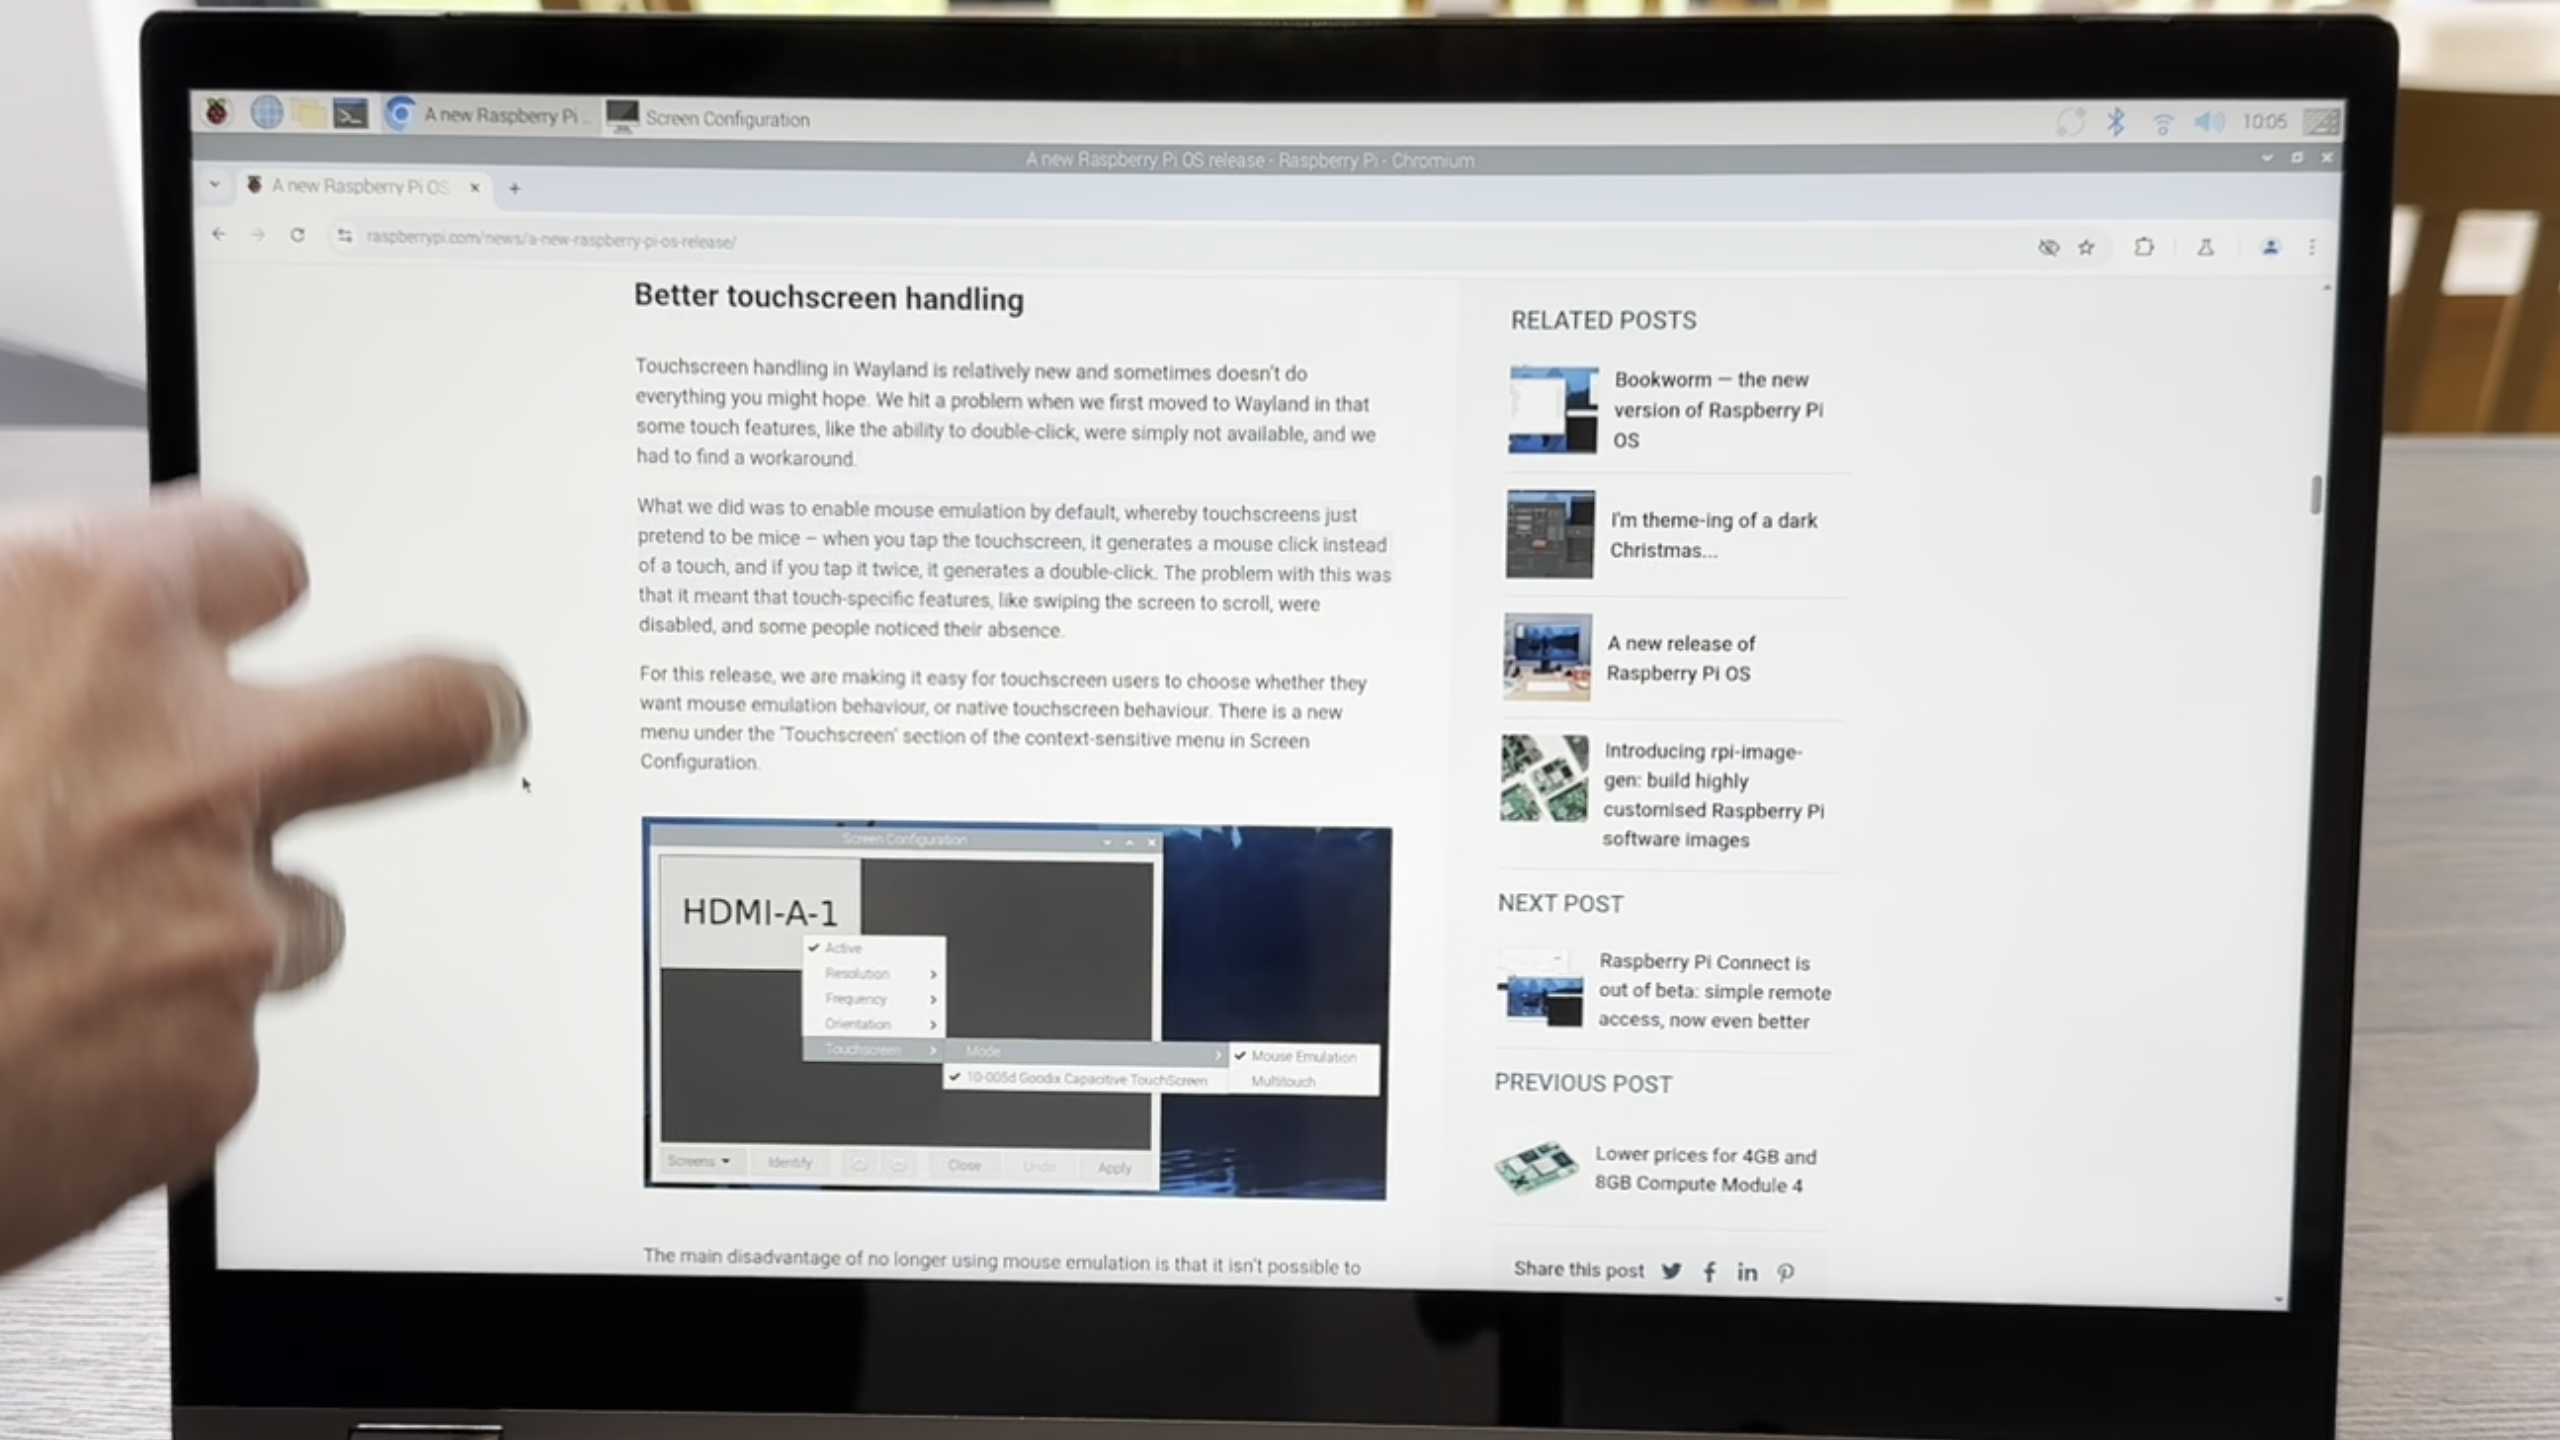 A new Raspberry Pi ...
Screen Configuration
10:05
A new Raspberry Pi OS release - Raspberry Pi - Chromium
A new Raspberry Pi OS
raspberrypi.com/news/a-new-raspberry-pi-os-release/
Better touchscreen handling
Touchscreen handling in Wayland is relatively new and sometimes doesn't do
everything you might hope. We hit a problem when we first moved to Wayland in that
some touch features, like the ability to double-click, were simply not available, and we
had to find a workaround.
What we did was to enable mouse emulation by default, whereby touchscreens just
pretend to be mice – when you tap the touchscreen, it generates a mouse click instead
of a touch, and if you tap it twice, it generates a double-click. The problem with this was
that it meant that touch-specific features, like swiping the screen to scroll, were
disabled, and some people noticed their absence.
For this release, we are making it easy for touchscreen users to choose whether they
want mouse emulation behaviour, or native touchscreen behaviour. There is a new
menu under the 'Touchscreen' section of the context-sensitive menu in Screen
Configuration.
Screen Configuration
HDMI-A-1
Active
Resolution
Frequency
Orientation
Touchscreen
Mode
10-005d Goodix Capacitive TouchScreen
Mouse Emulation
Multitouch
Screens
Identify
Close
Undo
Apply
The main disadvantage of no longer using mouse emulation is that it isn't possible to
RELATED POSTS
Bookworm — the new
version of Raspberry Pi
OS
I'm theme-ing of a dark
Christmas...
A new release of
Raspberry Pi OS
Introducing rpi-image-
gen: build highly
customised Raspberry Pi
software images
NEXT POST
Raspberry Pi Connect is
out of beta: simple remote
access, now even better
PREVIOUS POST
Lower prices for 4GB and
8GB Compute Module 4
Share this post